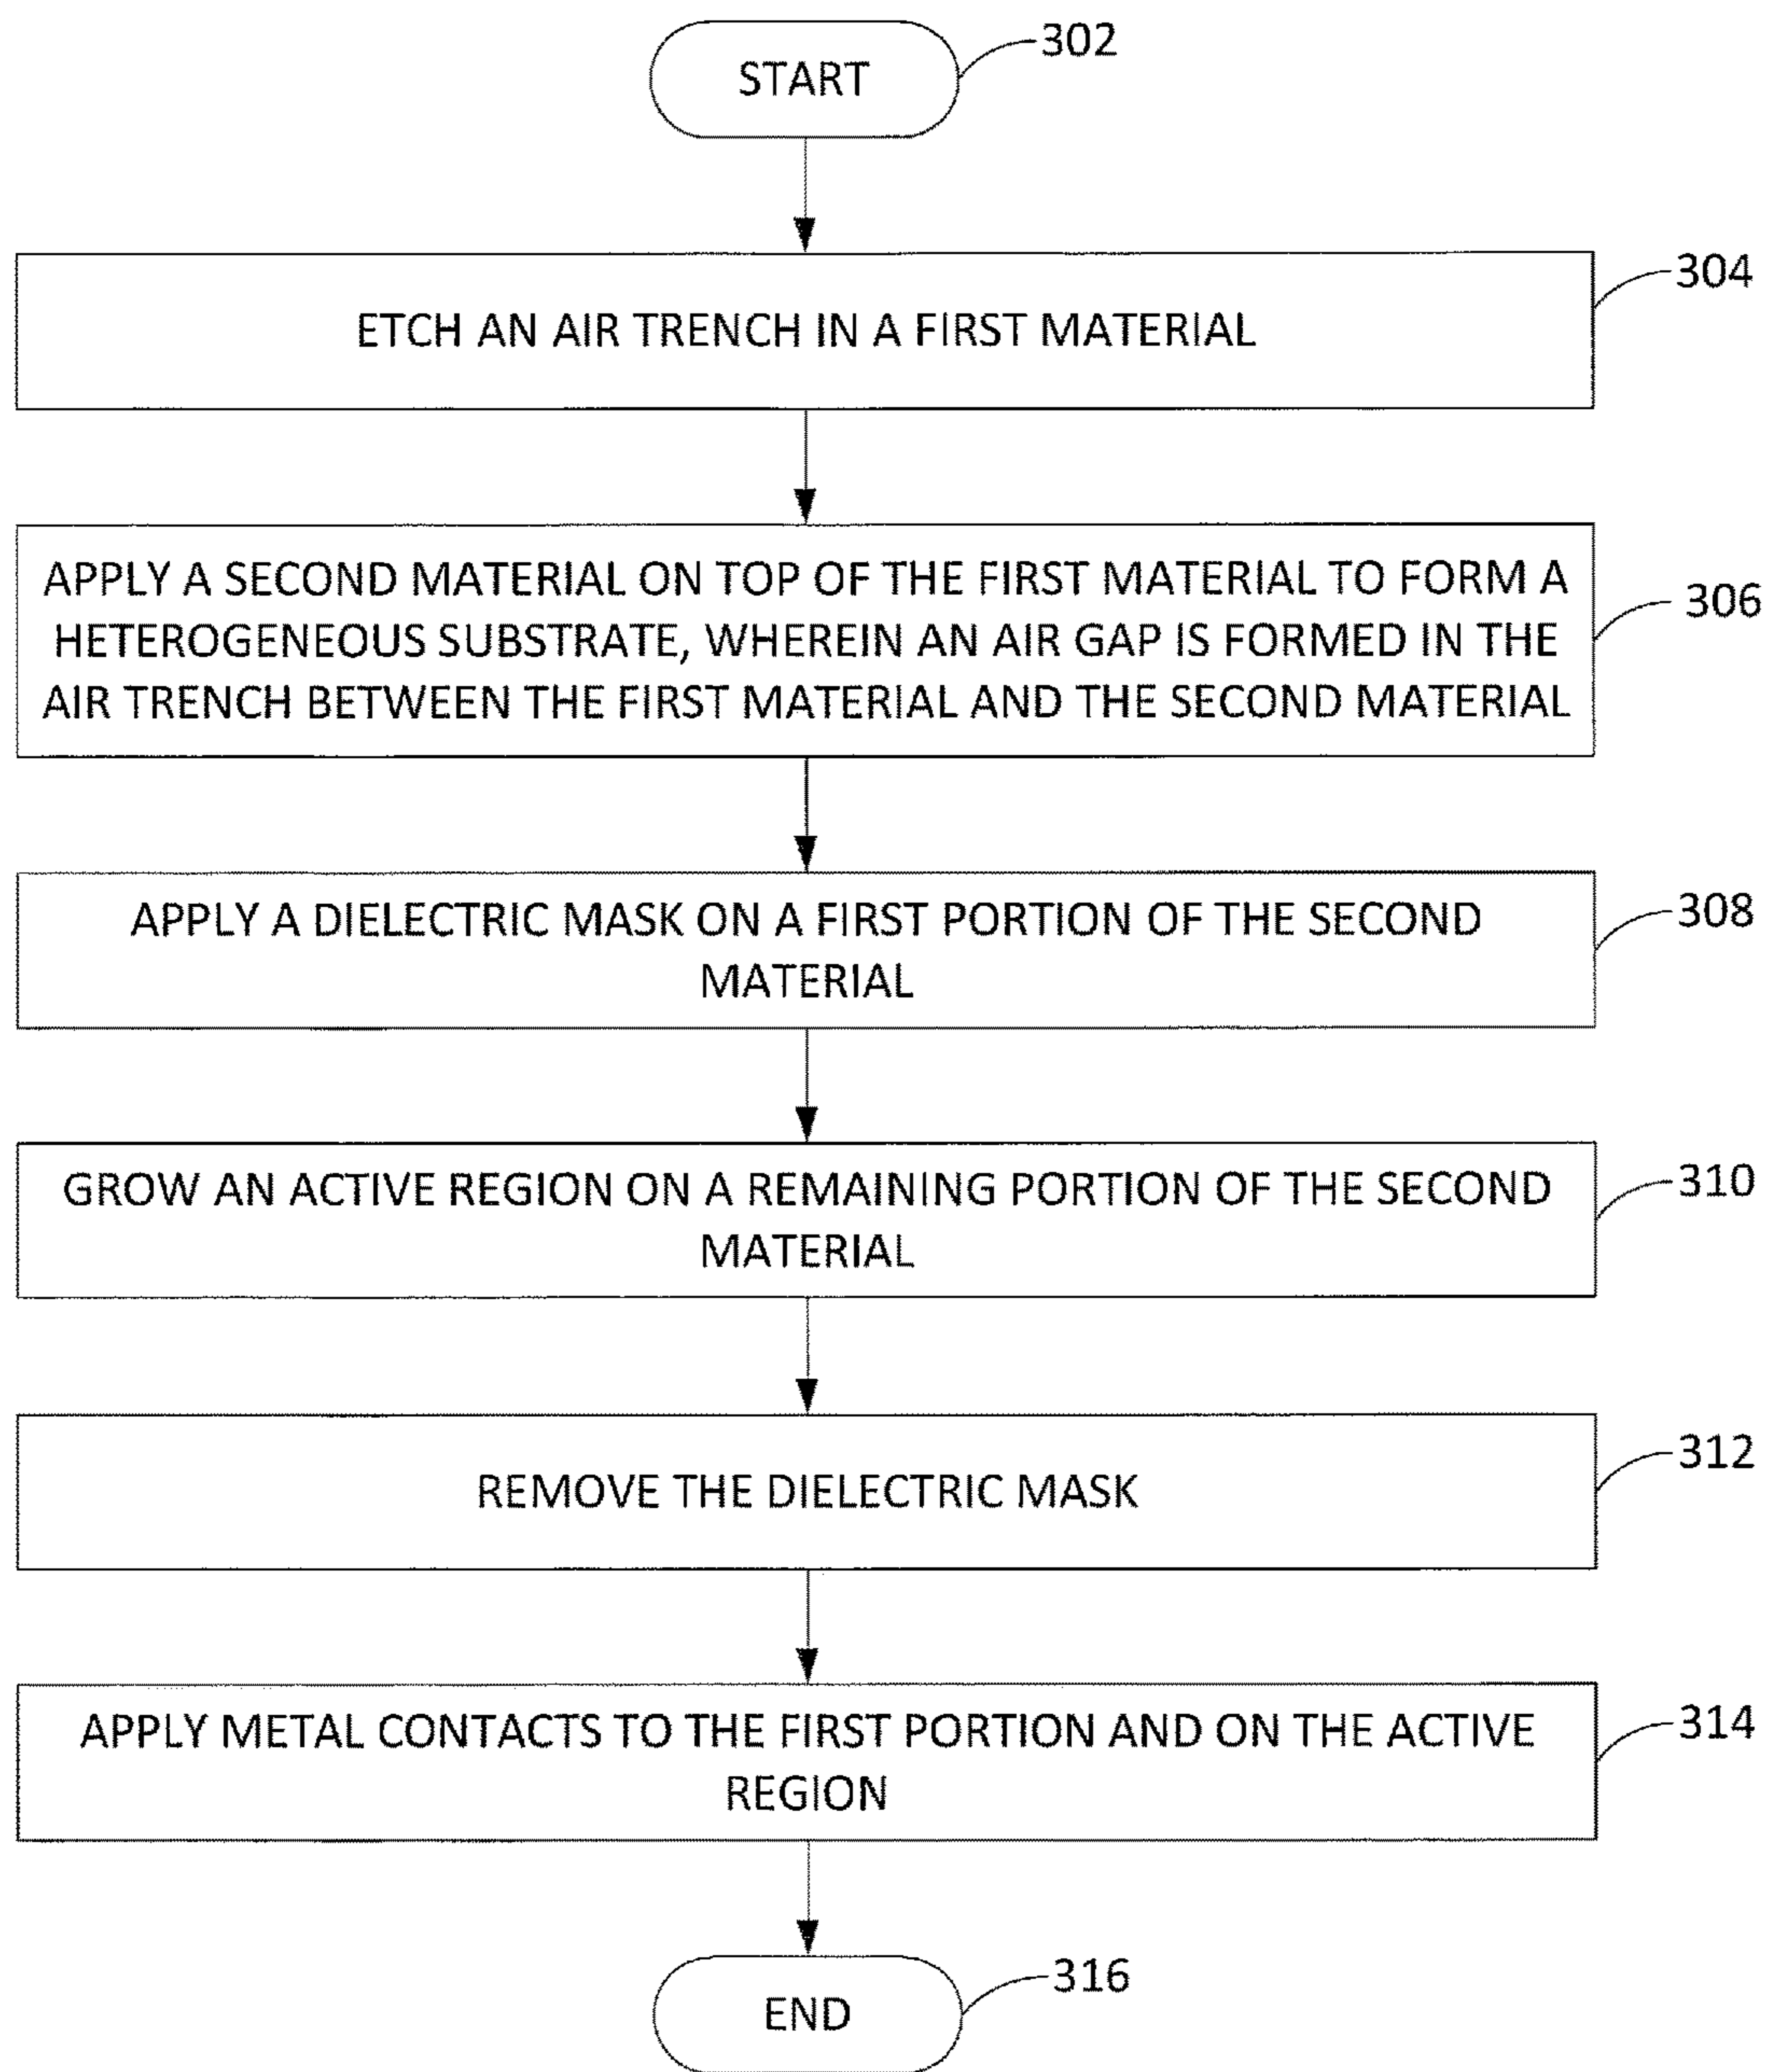 START
302
304
ETCH AN AIR TRENCH IN A FIRST MATERIAL
APPLY A SECOND MATERIAL ON TOP OF THE FIRST MATERIAL TO FORM A
HETEROGENEOUS SUBSTRATE, WHEREIN AN AIR GAP IS FORMED IN THE
AIR TRENCH BETWEEN THE FIRST MATERIAL AND THE SECOND MATERIAL
306
APPLY A DIELECTRIC MASK ON A FIRST PORTION OF THE SECOND
MATERIAL
308
GROW AN ACTIVE REGION ON A REMAINING PORTION OF THE SECOND
MATERIAL
310
REMOVE THE DIELECTRIC MASK
312
APPLY METAL CONTACTS TO THE FIRST PORTION AND ON THE ACTIVE
REGION
314
END
316